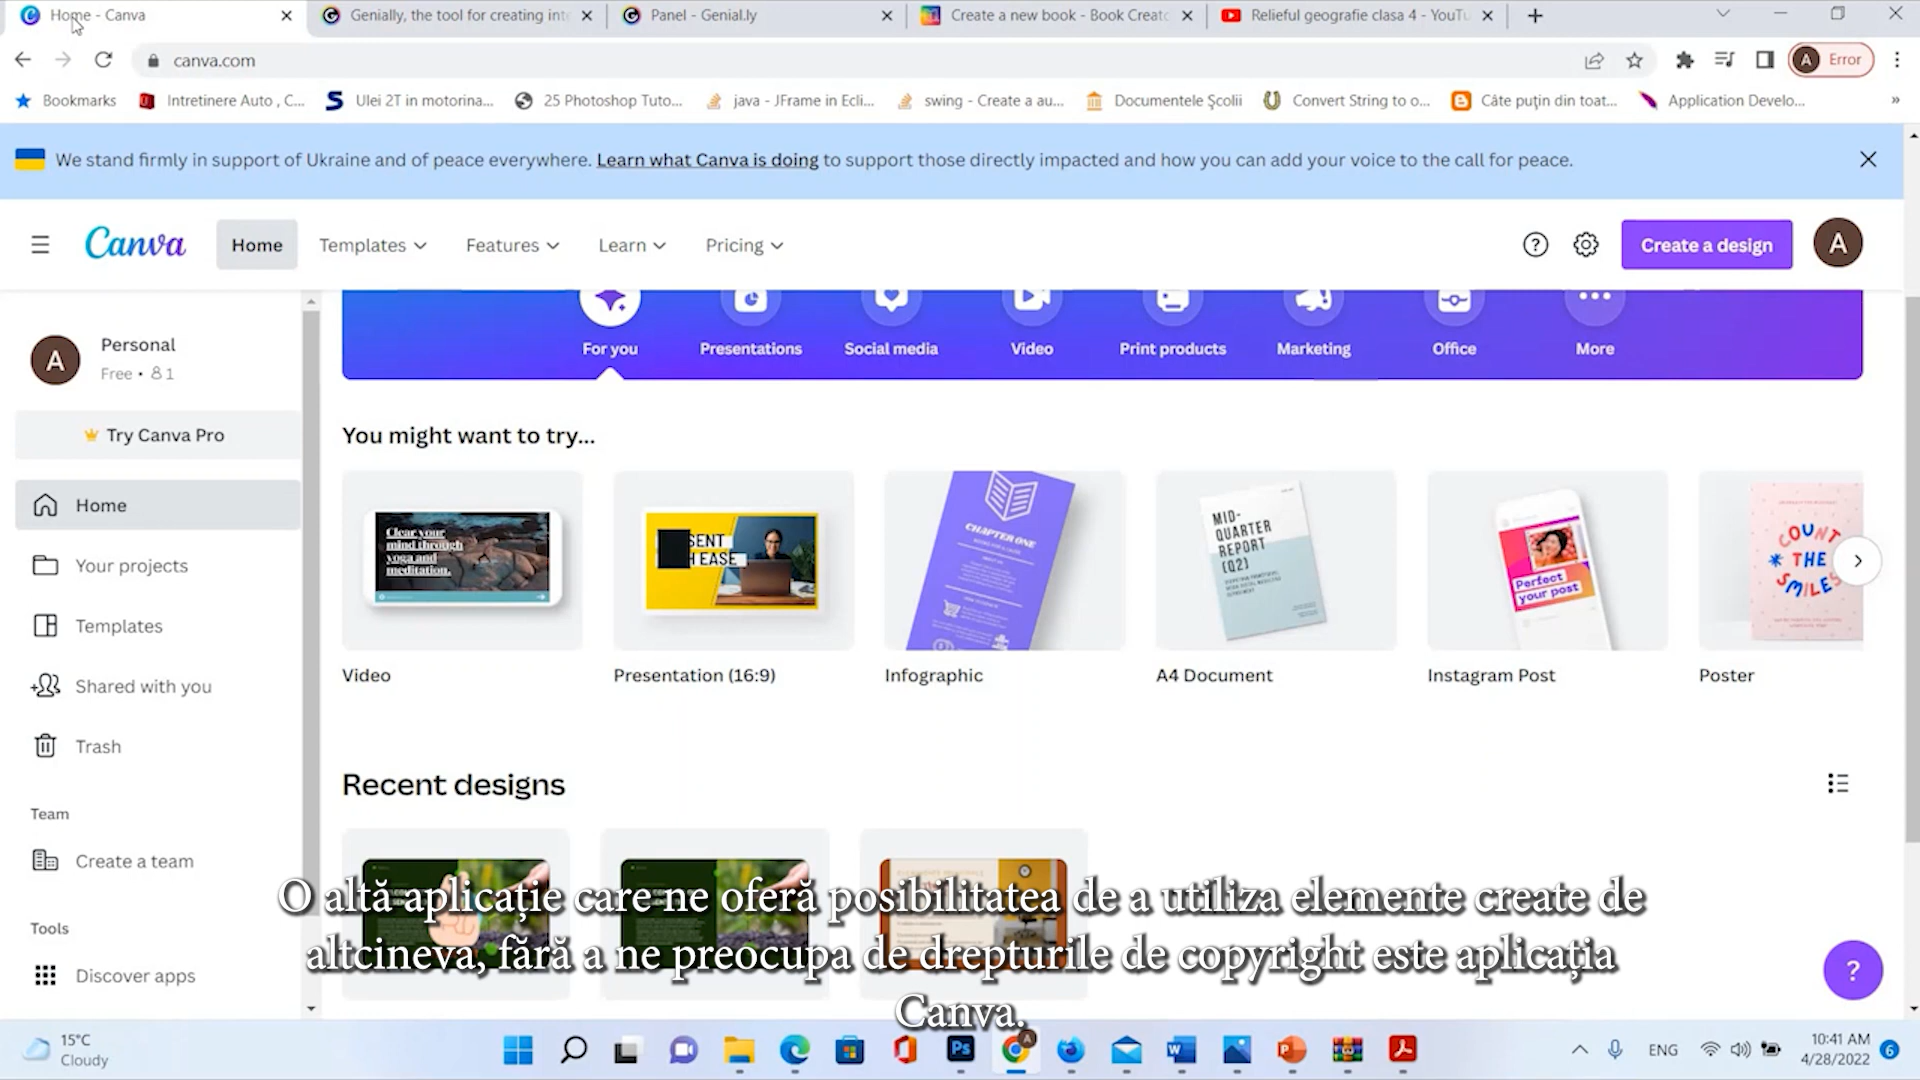 Home - Canva
Genially, the tool for creating inte
Panel - Genial.ly
Create a new book - Book Creato
Relieful geografie clasa 4 - YouTu
canva.com
A
Error
Bookmarks
Intretinere Auto , C...
Ulei 2T in motorina...
25 Photoshop Tuto...
java - JFrame in Ecli...
swing - Create a au...
Documentele Școlii
Convert String to o...
Câte puțin din toat...
Application Develo...
We stand firmly in support of Ukraine and of peace everywhere. Learn what Canva is doing to support those directly impacted and how you can add your voice to the call for peace.
Canva
Home
Templates
Features
Learn
Pricing
Create a design
A
A
Personal
Free • 1
Try Canva Pro
Home
Your projects
Templates
Shared with you
Trash
Team
Create a team
Tools
Discover apps
For you
Presentations
Social media
Video
Print products
Marketing
Office
More
You might want to try...
Clear your
mind through
yoga and
meditation.
SENT
H EASE
CHAPTER ONE
MID-
QUARTER
REPORT
(Q2)
Perfect
your post
COUNT
* THE
SMILES
Video
Presentation (16:9)
Infographic
A4 Document
Instagram Post
Poster
Recent designs
O altă aplicație care ne oferă posibilitatea de a utiliza elemente create de
altcineva, fără a ne preocupa de drepturile de copyright este aplicația
Canva.
?
15°C
Cloudy
Ps
A
ENG
10:41 AM
4/28/2022
6